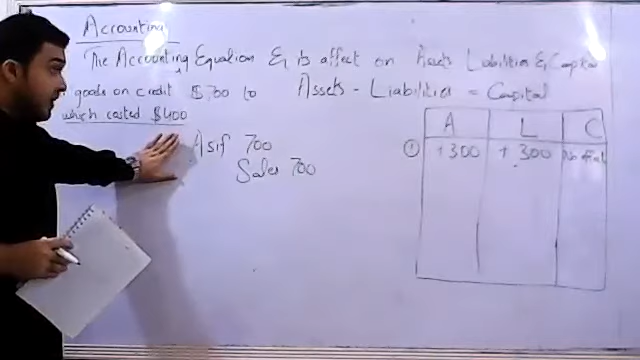 Accounting
The Accounting Equation & its affect on Assets Liabilities & Capital
goods on credit $700 to
Assets - Liabilities = Capital
which costed $400
Asif 700
Sales 700
A L C
① +300 +300 No